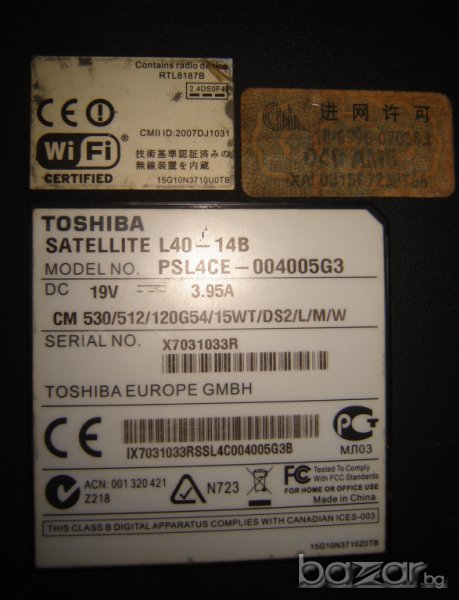 Contains radio device
RTL8187B
2.4DS0F4
CE
CMII ID:2007DJ1031
Wi Fi
CERTIFIED
技術基準認証済みの
無線装置を内蔵
15G10N3710U0TB
进网许可
TOSHIBA
SATELLITE L40-14B
MODEL NO. PSL4CE-004005G3
DC 19V 3.95A
CM 530/512/120G54/15WT/DS2/L/M/W
SERIAL NO. X7031033R
TOSHIBA EUROPE GMBH
CE
IX7031033RSSL4C004005G3B
МЛ03
ACN: 001 320 421
Z218
N723
FC
Tested To Comply
With FCC Standards
FOR HOME OR OFFICE USE
Made in China
THIS CLASS B DIGITAL APPARATUS COMPLIES WITH CANADIAN ICES-003
15G10N3710Z0TB
bazar.bg